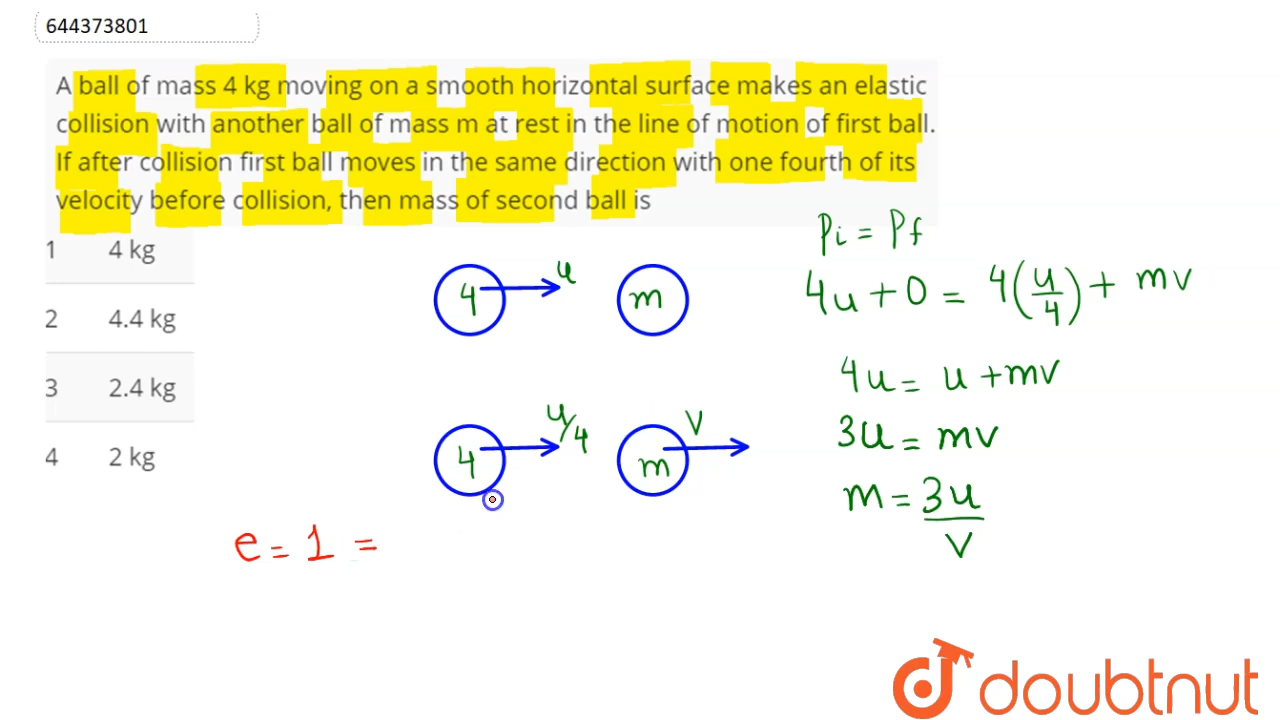 644373801
A ball of mass 4 kg moving on a smooth horizontal surface makes an elastic
collision with another ball of mass m at rest in the line of motion of first ball.
If after collision first ball moves in the same direction with one fourth of its
velocity before collision, then mass of second ball is
1 4 kg
2 4.4 kg
3 2.4 kg
4 2 kg
4 u m
4 u/4 m v
e = 1 =
Pi = Pf
4u + 0 = 4(u/4) + mv
4u = u + mv
3u = mv
m = 3u/v
doubtnut